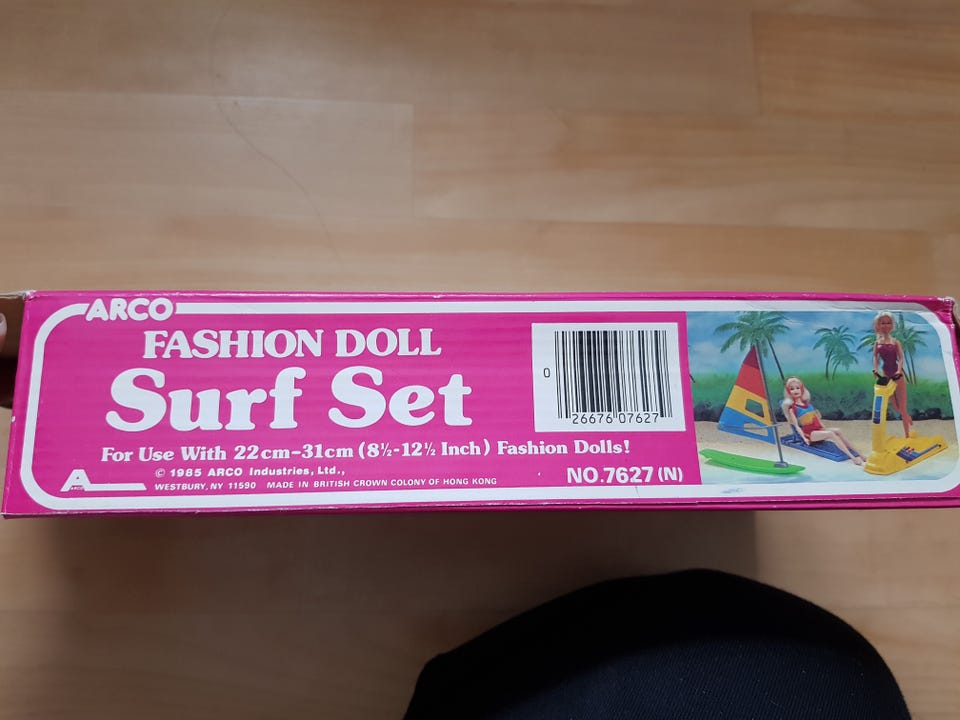 ARCO
FASHION DOLL
Surf Set
For Use With 22cm-31cm (8½-12½ Inch) Fashion Dolls!
© 1985 ARCO Industries, Ltd.,
WESTBURY, NY 11590 MADE IN BRITISH CROWN COLONY OF HONG KONG
A
ARCO
0 26676 07627
NO.7627 (N)